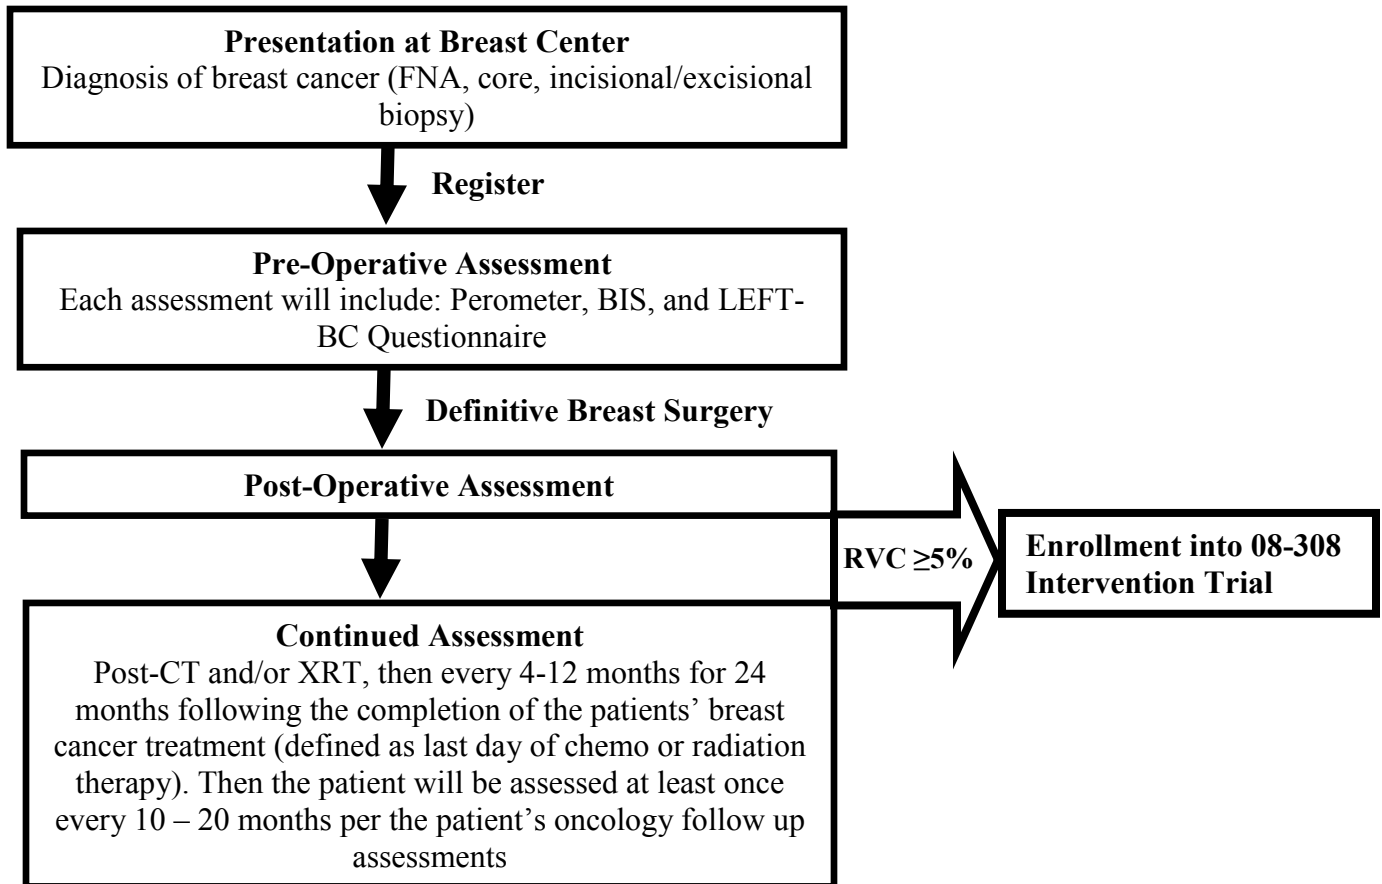 Presentation at Breast Center
Diagnosis of breast cancer (FNA, core, incisional/excisional
biopsy)
Register
Pre-Operative Assessment
Each assessment will include: Perometer, BIS, and LEFT-
BC Questionnaire
Definitive Breast Surgery
Post-Operative Assessment
RVC ≥5%
Enrollment into 08-308
Intervention Trial
Continued Assessment
Post-CT and/or XRT, then every 4-12 months for 24
months following the completion of the patients’ breast
cancer treatment (defined as last day of chemo or radiation
therapy). Then the patient will be assessed at least once
every 10 – 20 months per the patient’s oncology follow up
assessments